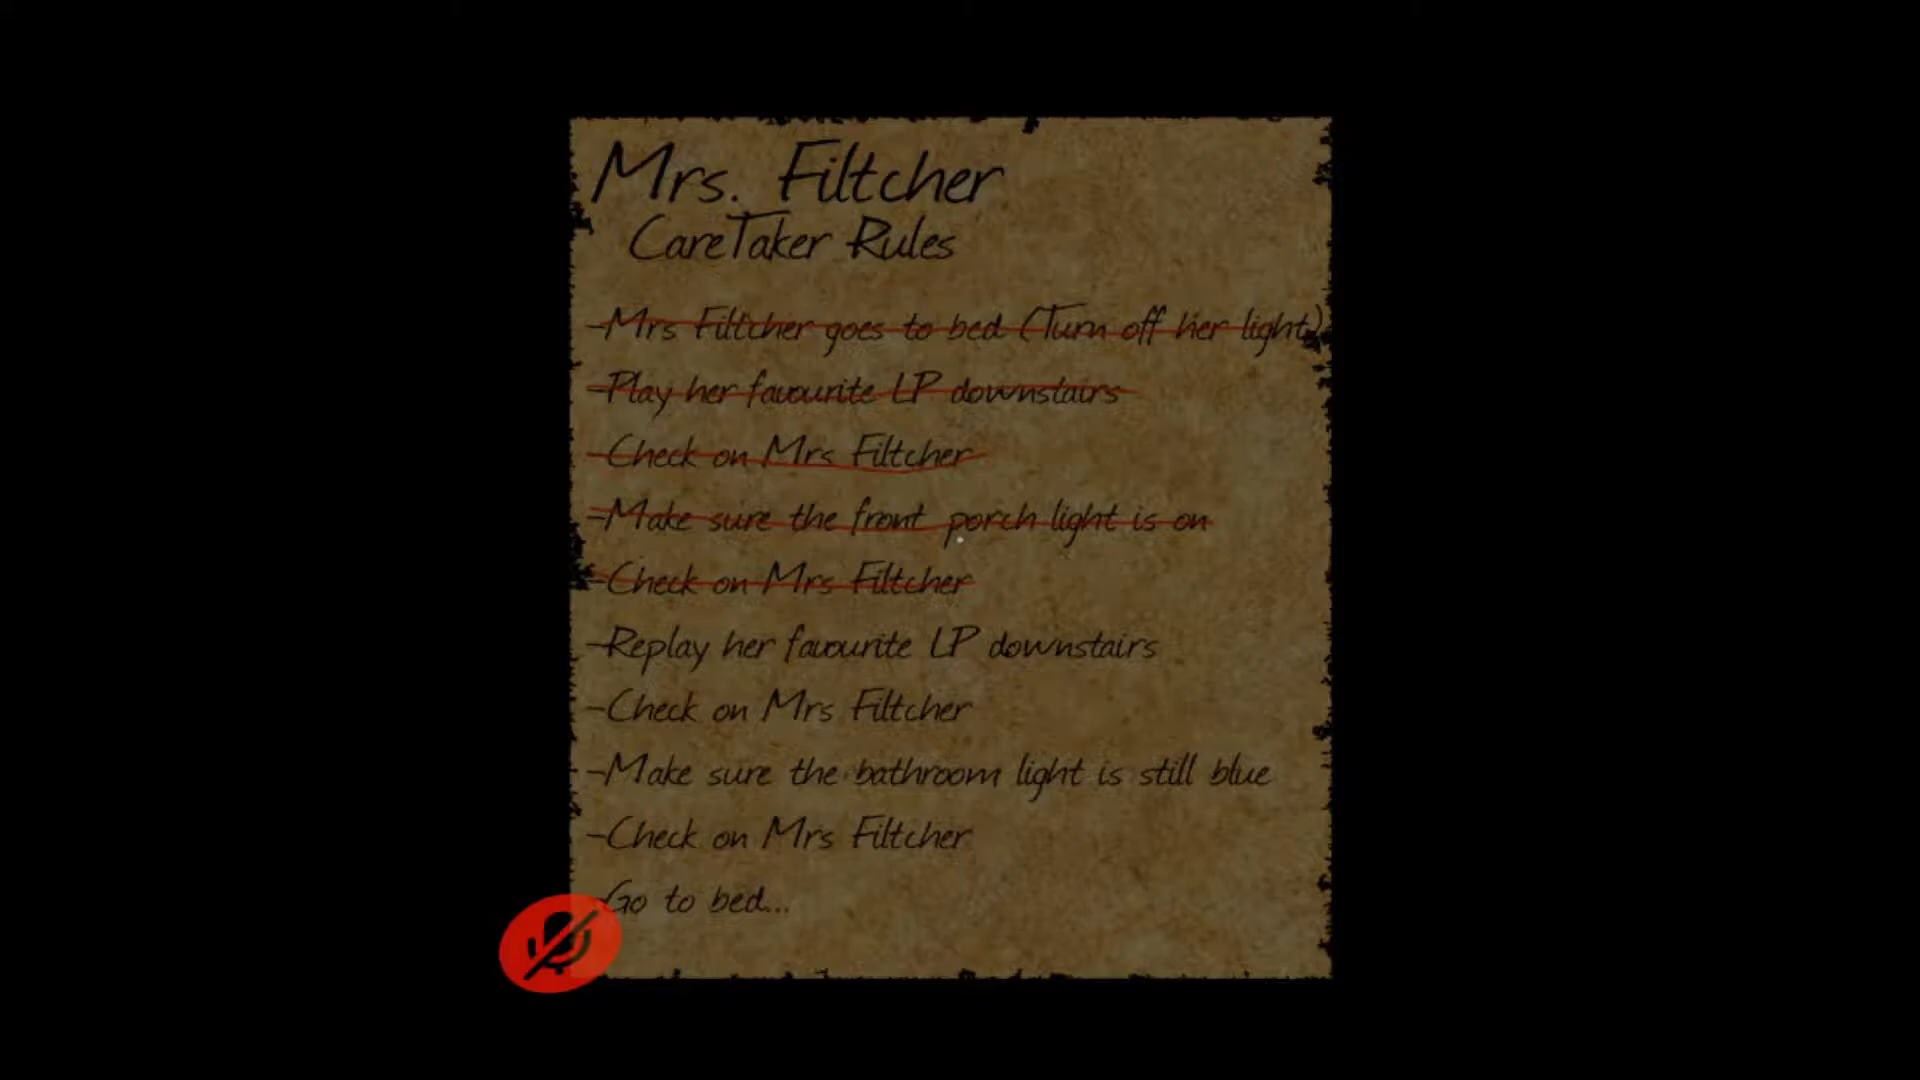 Mrs. Filtcher
CareTaker Rules
-Mrs Filtcher goes to bed (Turn off her light)
-Play her favourite LP downstairs
-Check on Mrs Filtcher
-Make sure the front porch light is on
-Check on Mrs Filtcher
-Replay her favourite LP downstairs
-Check on Mrs Filtcher
-Make sure the bathroom light is still blue
-Check on Mrs Filtcher
-Go to bed...